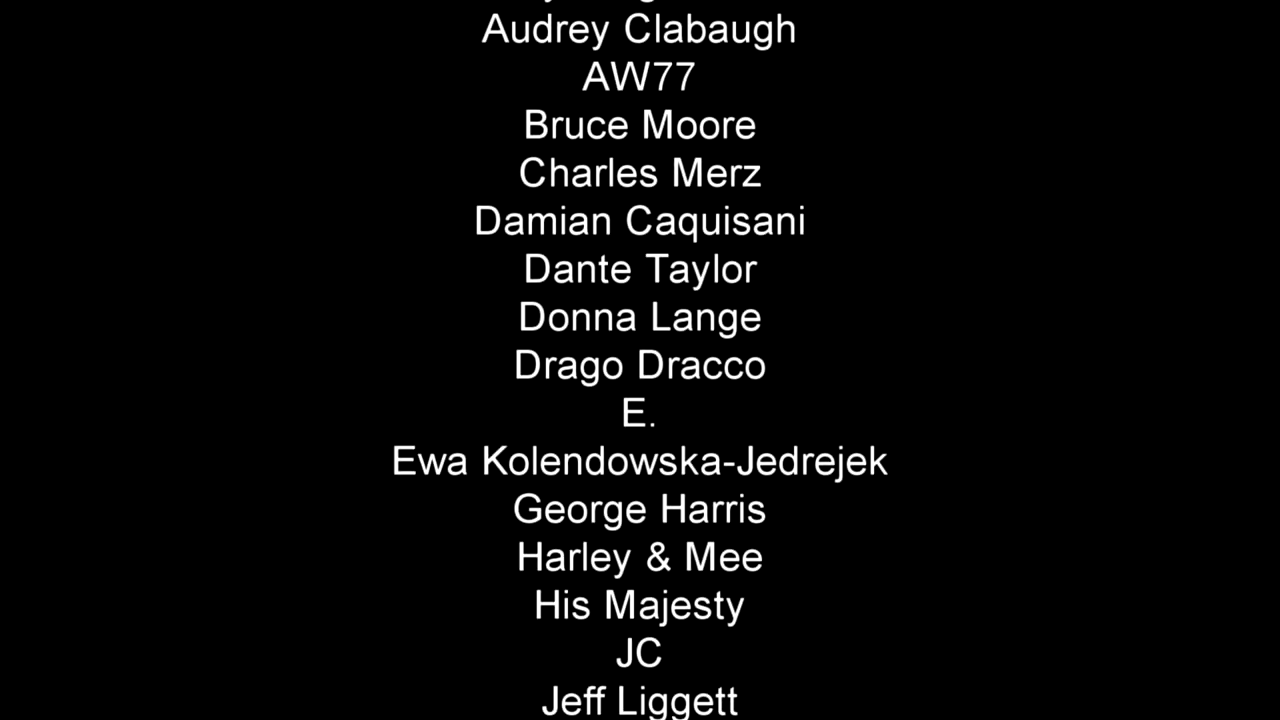 Audrey Clabaugh
AW77
Bruce Moore
Charles Merz
Damian Caquisani
Dante Taylor
Donna Lange
Drago Dracco
E.
Ewa Kolendowska-Jedrejek
George Harris
Harley & Mee
His Majesty
JC
Jeff Liggett